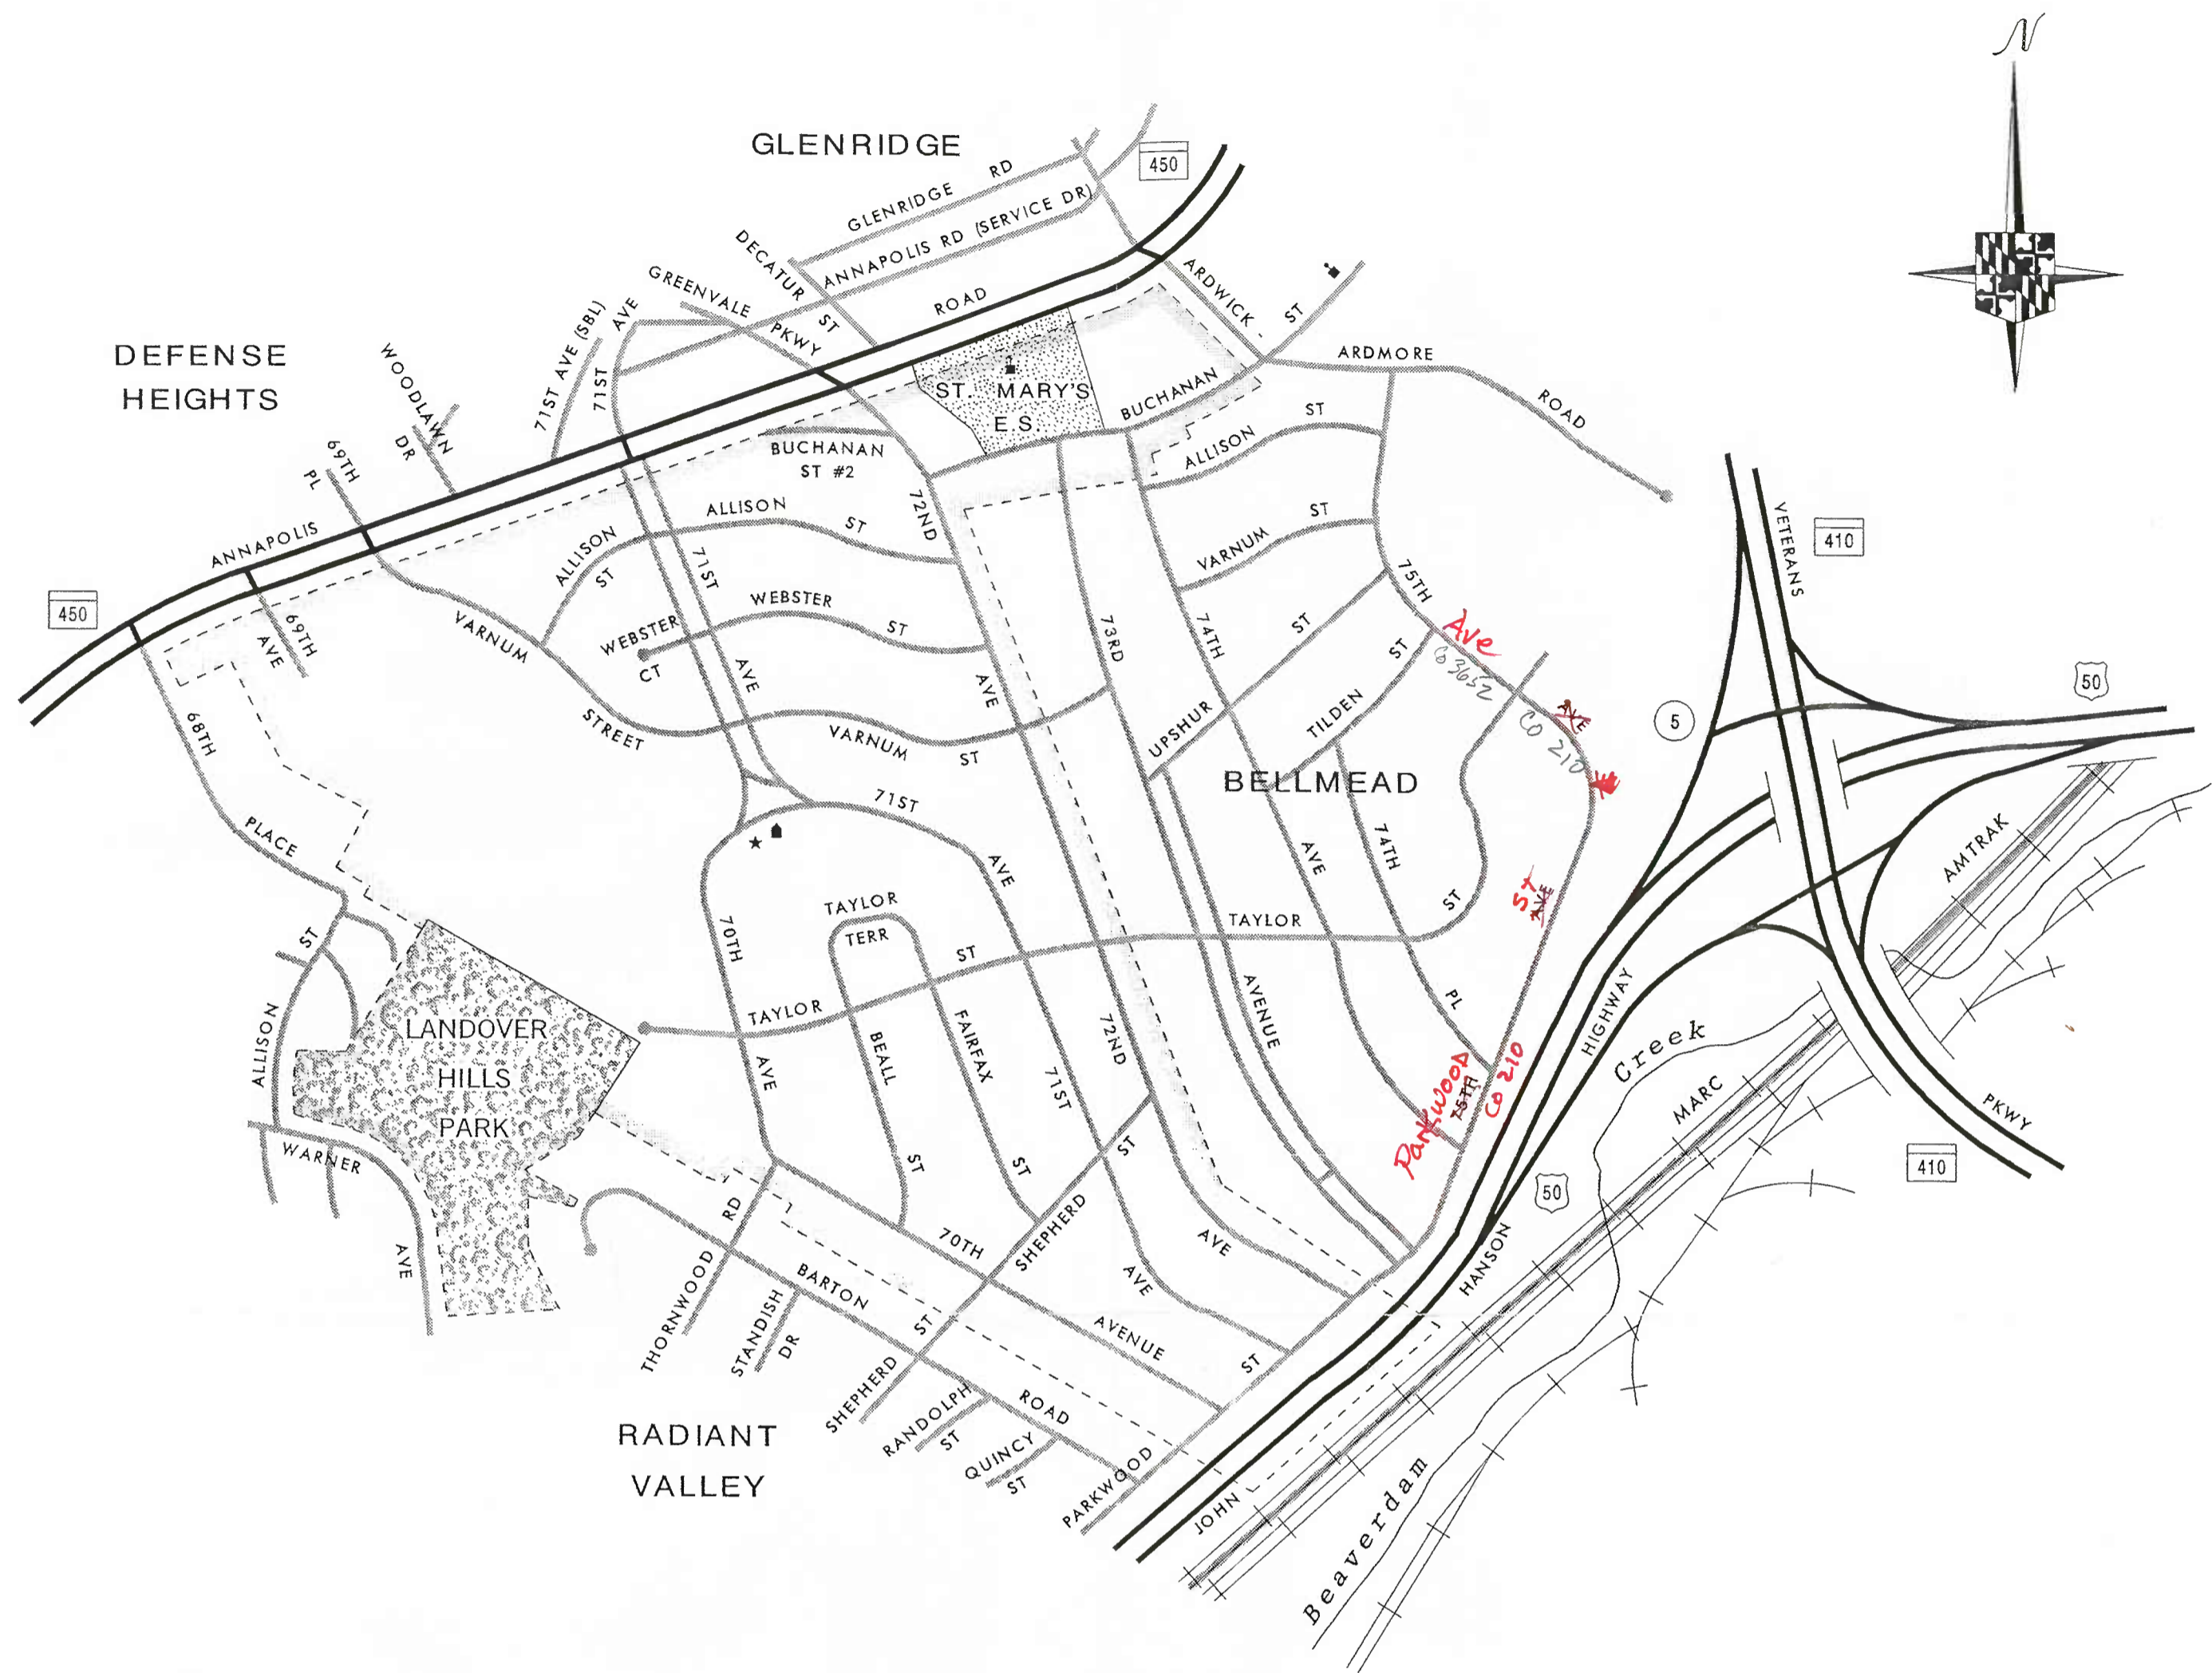 N
GLENRIDGE
450
GLENRIDGE RD
ANNAPOLIS RD (SERVICE DR)
DECATUR ST
GREENVALE PKWY
ROAD
ARDWICK -
ST
ARDMORE
ROAD
DEFENSE
HEIGHTS
WOODLAWN
DR
71ST AVE (SBL)
71ST AVE
69TH
PL
ST. MARY'S
E.S.
BUCHANAN
BUCHANAN
ST #2
ALLISON ST
ALLISON ST
ALLISON
ST
ANNAPOLIS
450
VARNUM
STREET
69TH
AVE
72ND
AVE
71ST
AVE
WEBSTER ST
WEBSTER
CT
VARNUM ST
VARNUM ST
73RD
74TH
75TH
Ave
CO 3652
AVE
CO 210
UPSHUR ST
TILDEN ST
BELLMEAD
VETERANS
410
5
50
68TH
PLACE
71ST
AVE
74TH
AVE
ST
AVE
AMTRAK
TAYLOR
TERR
TAYLOR ST
TAYLOR
ST
70TH
AVE
ALLISON
ST
LANDOVER
HILLS
PARK
BEALL
ST
FAIRFAX
ST
71ST
AVE
72ND
AVE
AVENUE
PL
Parkwood
75TH
CO 210
HIGHWAY
Creek
MARC
PKWY
410
50
WARNER
AVE
THORNWOOD RD
70TH
AVENUE
SHEPHERD ST
BARTON
ROAD
STANDISH
DR
SHEPHERD ST
RANDOLPH
ST
QUINCY
ST
PARKWOOD
ST
HANSON
JOHN
Beaverdam
RADIANT
VALLEY